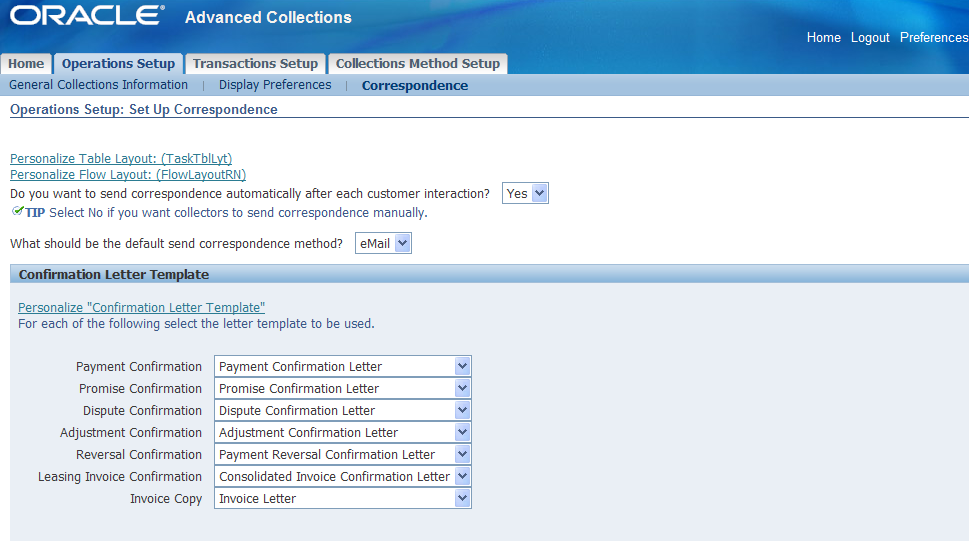 ORACLE® Advanced Collections
Home Logout Preferences
Home Operations Setup Transactions Setup Collections Method Setup
General Collections Information | Display Preferences | Correspondence
Operations Setup: Set Up Correspondence
Personalize Table Layout: (TaskTblLyt)
Personalize Flow Layout: (FlowLayoutRN)
Do you want to send correspondence automatically after each customer interaction? Yes
TIP Select No if you want collectors to send correspondence manually.
What should be the default send correspondence method? eMail
Confirmation Letter Template
Personalize "Confirmation Letter Template"
For each of the following select the letter template to be used.
Payment Confirmation Payment Confirmation Letter
Promise Confirmation Promise Confirmation Letter
Dispute Confirmation Dispute Confirmation Letter
Adjustment Confirmation Adjustment Confirmation Letter
Reversal Confirmation Payment Reversal Confirmation Letter
Leasing Invoice Confirmation Consolidated Invoice Confirmation Letter
Invoice Copy Invoice Letter